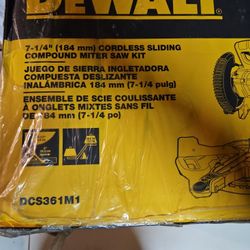 DEWALT
7-1/4" (184 mm) CORDLESS SLIDING
COMPOUND MITER SAW KIT
JUEGO DE SIERRA INGLETADORA
COMPUESTA DESLIZANTE
INALÁMBRICA 184 mm (7-1/4 pulg)
ENSEMBLE DE SCIE COULISSANTE
À ONGLETS MIXTES SANS FIL
DE 184 mm (7-1/4 po)
DCS361M1